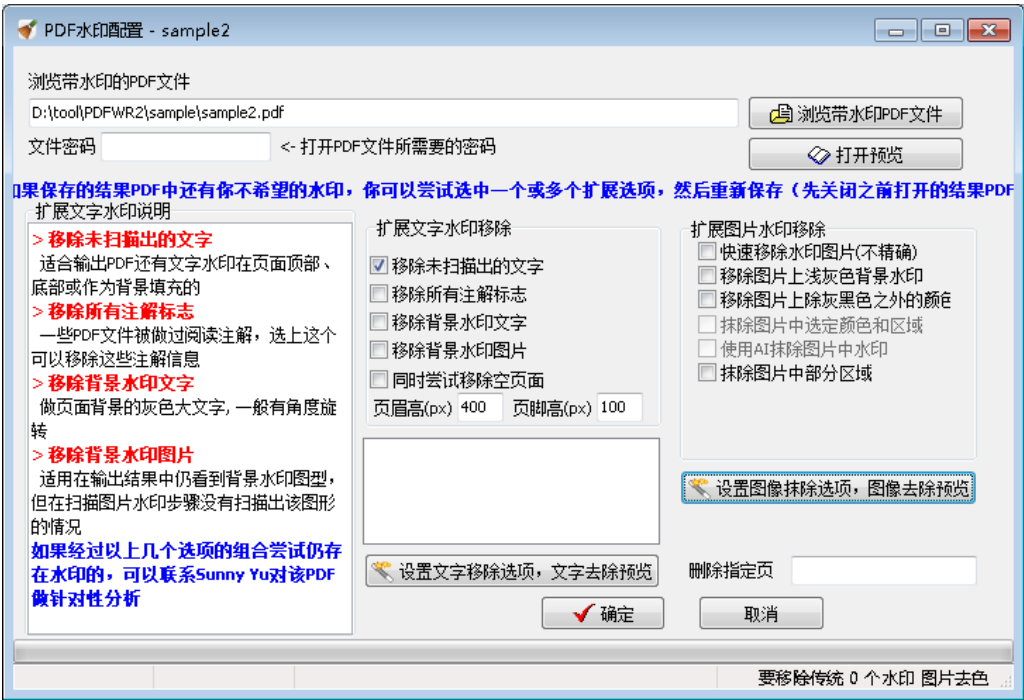 PDF水印配置 - sample2
浏览带水印的PDF文件
D:\tool\PDFWR2\sample\sample2.pdf
浏览带水印PDF文件
文件密码
<- 打开PDF文件所需要的密码
打开预览
如果保存的结果PDF中还有你不希望的水印，你可以尝试选中一个或多个扩展选项，然后重新保存（先关闭之前打开的结果PDF
扩展文字水印说明
> 移除未扫描出的文字
适合输出PDF还有文字水印在页面顶部、
底部或作为背景填充的
> 移除所有注解标志
一些PDF文件被做过阅读注解，选上这个
可以移除这些注解信息
> 移除背景水印文字
做页面背景的灰色大文字, 一般有角度旋
转
> 移除背景水印图片
适用在输出结果中仍看到背景水印图型，
但在扫描图片水印步骤没有扫描出该图形
的情况
如果经过以上几个选项的组合尝试仍存
在水印的，可以联系Sunny Yu对该PDF
做针对性分析
扩展文字水印移除
移除未扫描出的文字
移除所有注解标志
移除背景水印文字
移除背景水印图片
同时尝试移除空页面
页眉高(px) 400 页脚高(px) 100
设置文字移除选项，文字去除预览
扩展图片水印移除
快速移除水印图片(不精确)
移除图片上浅灰色背景水印
移除图片上除灰黑色之外的颜色
抹除图片中选定颜色和区域
使用AI抹除图片中水印
抹除图片中部分区域
设置图像抹除选项，图像去除预览
删除指定页
确定
取消
要移除传统 0 个水印 图片去色